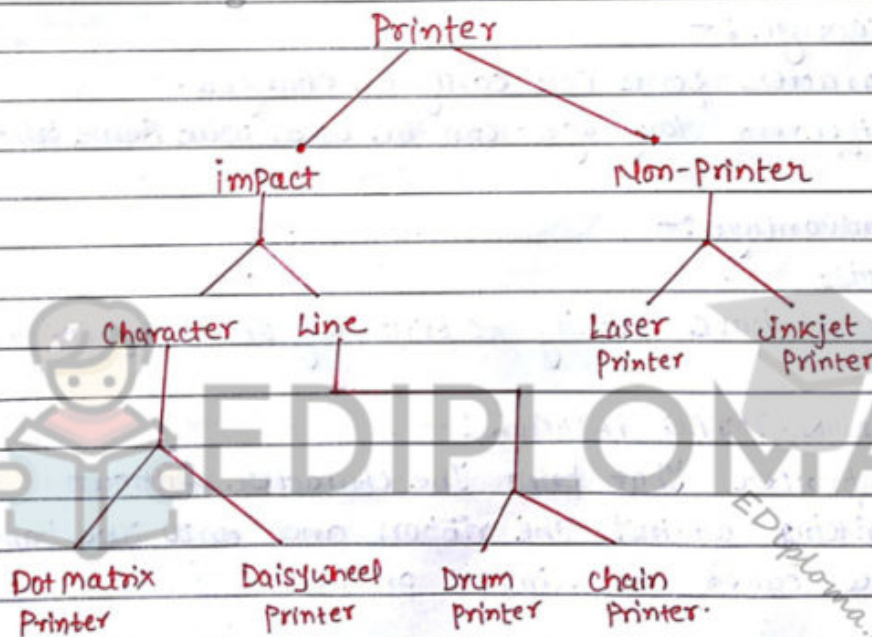 Printer
impact Non-Printer
Character Line Laser Printer Inkjet Printer
EDIPLOMA
EDiploma.
Dot matrix Printer Daisywheel Printer Drum Printer chain Printer.